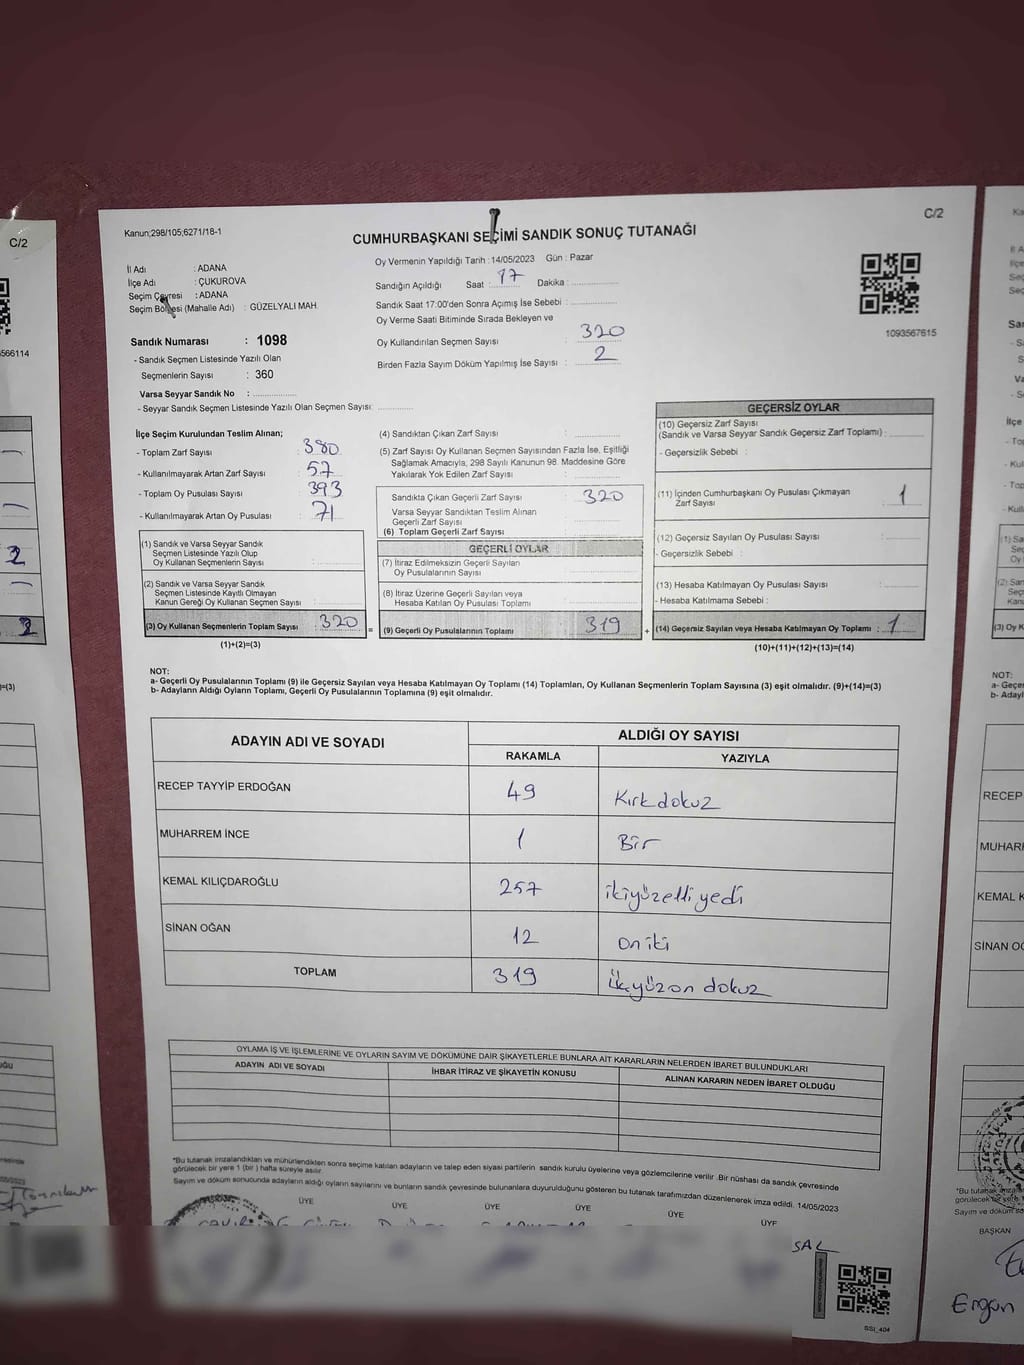 C/2
Kanun;298/105;6271/18-1
CUMHURBAŞKANI SEÇİMİ SANDIK SONUÇ TUTANAĞI
C/2
İl Adı : ADANA
İlçe Adı : ÇUKUROVA
Seçim Çevresi : ADANA
Seçim Bölgesi (Mahalle Adı) : GÜZELYALI MAH.
Oy Vermenin Yapıldığı Tarih : 14/05/2023 Gün : Pazar
Sandığın Açıldığı Saat : 17 Dakika :
Sandık Saat 17:00'den Sonra Açımış İse Sebebi :
Oy Verme Saati Bitiminde Sırada Bekleyen ve
Oy Kullandırılan Seçmen Sayısı : 320
Birden Fazla Sayım Döküm Yapılmış İse Sayısı : 2
1093567615
566114
Sandık Numarası : 1098
- Sandık Seçmen Listesinde Yazılı Olan
Seçmenlerin Sayısı : 360
Varsa Seyyar Sandık No :
- Seyyar Sandık Seçmen Listesinde Yazılı Olan Seçmen Sayısı:
İlçe Seçim Kurulundan Teslim Alınan;
- Toplam Zarf Sayısı : 380
- Kullanılmayarak Artan Zarf Sayısı : 57
- Toplam Oy Pusulası Sayısı : 393
- Kullanılmayarak Artan Oy Pusulası : 71
(1) Sandık ve Varsa Seyyar Sandık
Seçmen Listesinde Yazılı Olup
Oy Kullanan Seçmenlerin Sayısı :
(2) Sandık ve Varsa Seyyar Sandık
Seçmen Listesinde Kayıtlı Olmayan
Kanun Gereği Oy Kullanan Seçmen Sayısı :
(3) Oy Kullanan Seçmenlerin Toplam Sayısı : 320
(1)+(2)=(3)
(4) Sandıktan Çıkan Zarf Sayısı :
(5) Zarf Sayısı Oy Kullanan Seçmen Sayısından Fazla İse, Eşitliği
Sağlamak Amacıyla, 298 Sayılı Kanunun 98. Maddesine Göre
Yakılarak Yok Edilen Zarf Sayısı :
Sandıkta Çıkan Geçerli Zarf Sayısı : 320
Varsa Seyyar Sandıktan Teslim Alınan
Geçerli Zarf Sayısı
(6) Toplam Geçerli Zarf Sayısı
GEÇERLİ OYLAR
(7) İtiraz Edilmeksizin Geçerli Sayılan
Oy Pusulalarının Sayısı
(8) İtiraz Üzerine Geçerli Sayılan veya
Hesaba Katılan Oy Pusulası Toplamı
= (9) Geçerli Oy Pusulalarının Toplamı : 319
GEÇERSİZ OYLAR
(10) Geçersiz Zarf Sayısı
(Sandık ve Varsa Seyyar Sandık Geçersiz Zarf Toplamı) :
- Geçersizlik Sebebi :
(11) İçinden Cumhurbaşkanı Oy Pusulası Çıkmayan
Zarf Sayısı : 1
(12) Geçersiz Sayılan Oy Pusulası Sayısı :
- Geçersizlik Sebebi :
(13) Hesaba Katılmayan Oy Pusulası Sayısı :
- Hesaba Katılmama Sebebi :
+ (14) Geçersiz Sayılan veya Hesaba Katılmayan Oy Toplamı : 1
(10)+(11)+(12)+(13)=(14)
NOT:
a- Geçerli Oy Pusulalarının Toplamı (9) ile Geçersiz Sayılan veya Hesaba Katılmayan Oy Toplamı (14) Toplamları, Oy Kullanan Seçmenlerin Toplam Sayısına (3) eşit olmalıdır. (9)+(14)=(3)
b- Adayların Aldığı Oyların Toplamı, Geçerli Oy Pusulalarının Toplamına (9) eşit olmalıdır.
ADAYIN ADI VE SOYADI
ALDIĞI OY SAYISI
RAKAMLA YAZIYLA
RECEP TAYYİP ERDOĞAN 49 Kırkdokuz
MUHARREM İNCE 1 Bir
KEMAL KILIÇDAROĞLU 257 ikiyüzelliyedi
SİNAN OĞAN 12 on iki
TOPLAM 319 üçyüzon dokuz
OYLAMA İŞ VE İŞLEMLERİNE VE OYLARIN SAYIM VE DÖKÜMÜNE DAİR ŞİKAYETLERLE BUNLARA AİT KARARLARIN NELERDEN İBARET BULUNDUKLARI
ADAYIN ADI VE SOYADI İHBAR İTİRAZ VE ŞİKAYETİN KONUSU ALINAN KARARIN NEDEN İBARET OLDUĞU
*Bu tutanak imzalandıktan ve mühürlendikten sonra seçime katılan adayların ve talep eden siyasi partilerin sandık kurulu üyelerine veya gözlemcilerine verilir .Bir nüshası da sandık çevresinde
görülecek bir yere 1 (bir ) hafta süreyle asılır.
Sayım ve döküm sonucunda adayların aldığı oyların sayılarını ve bunların sandık çevresinde bulunanlara duyurulduğunu gösteren bu tutanak tarafımızdan düzenlenerek imza edildi. 14/05/2023
ÜYE ÜYE ÜYE ÜYE ÜYE ÜYE
SAL
SSI_404
BAŞKAN
Ergün